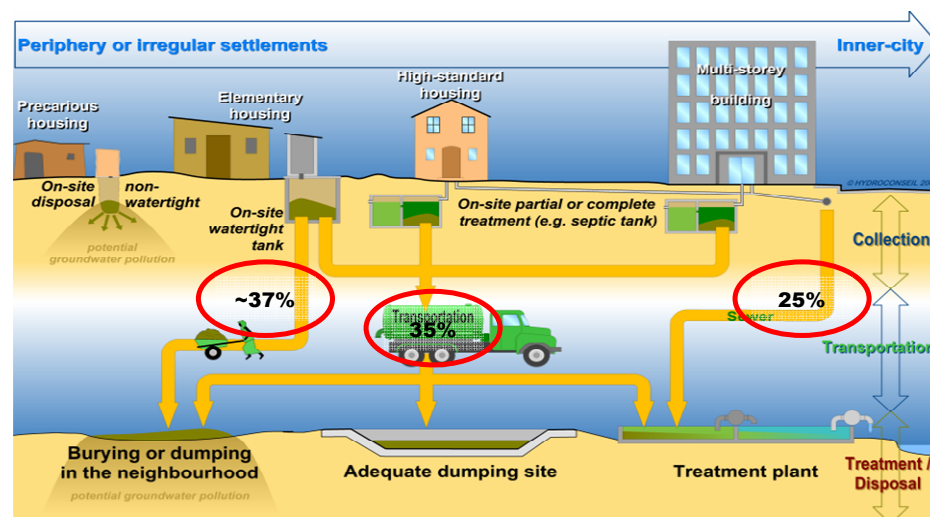 Periphery or irregular settlements
Inner-city
High-standard
housing
Multi-storey
building
Elementary
housing
Precarious
housing
© HYDROCONSEIL
On-site
disposal
non-
watertight
On-site
watertight
tank
On-site partial or complete
treatment (e.g. septic tank)
potential
groundwater pollution
Collection
~37%
Transportation
35%
25%
Sewer
Transportation
Burying or dumping
in the neighbourhood
potential groundwater pollution
Adequate dumping site
Treatment plant
Treatment /
Disposal